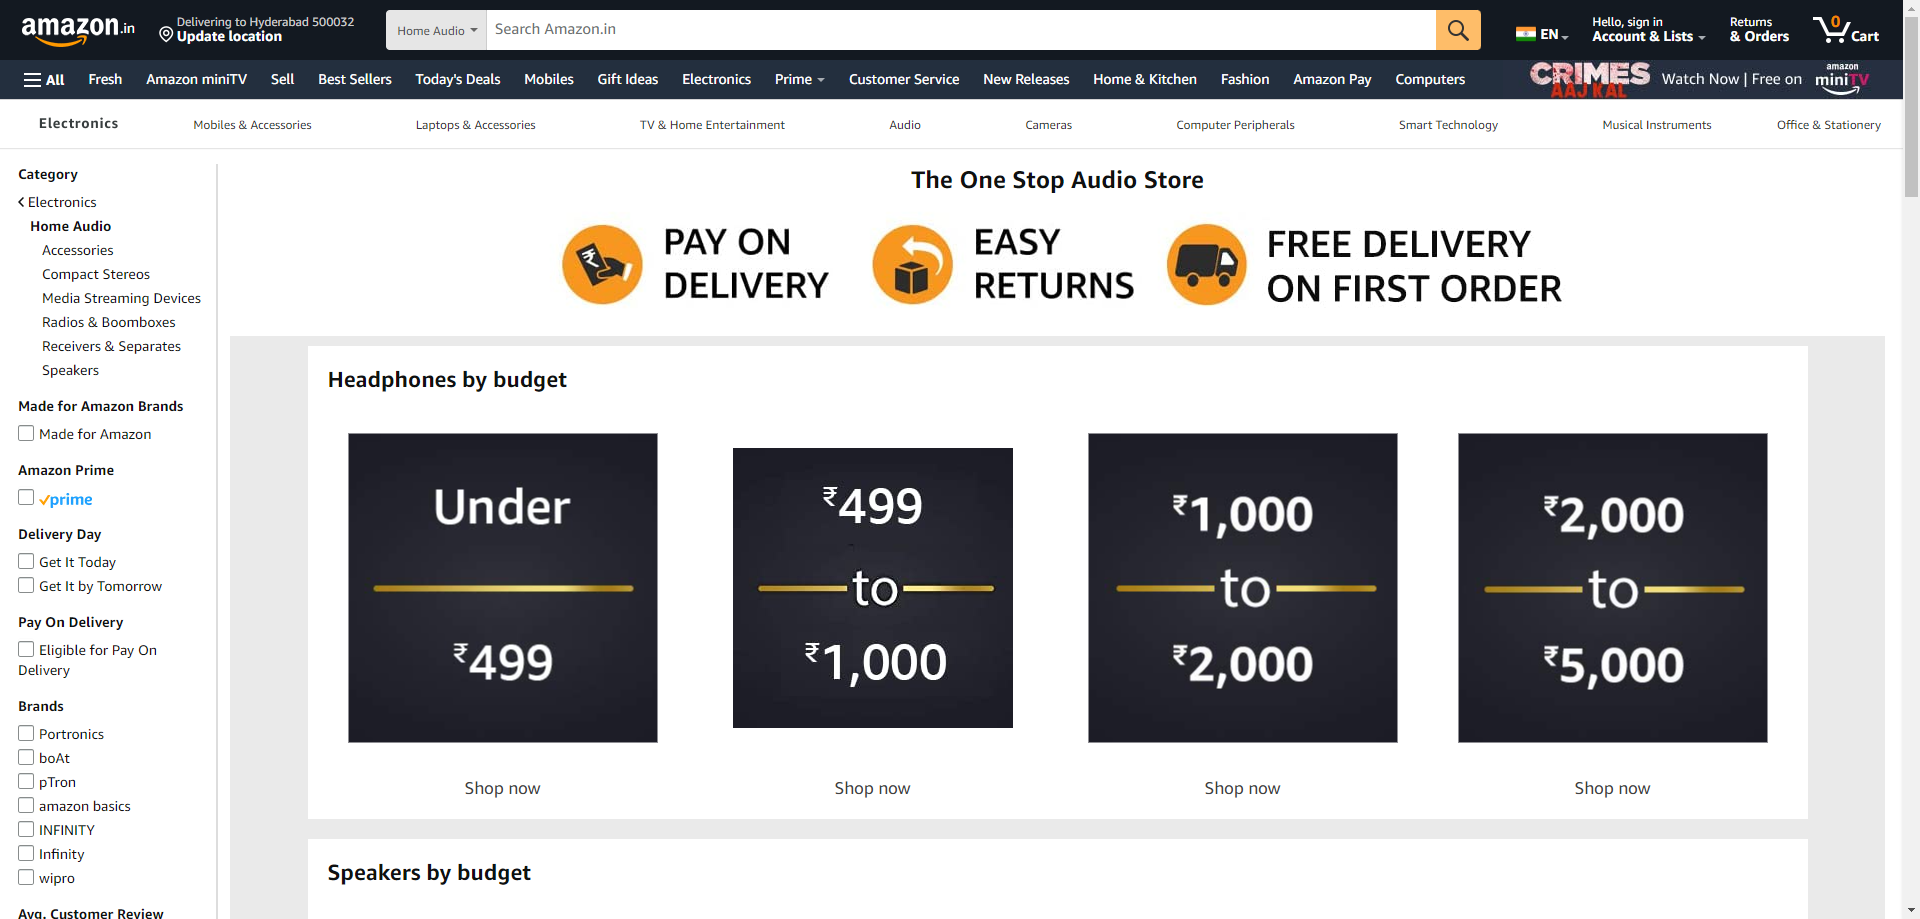 amazon.in
Delivering to Hyderabad 500032
Update location
Home Audio
Search Amazon.in
EN
Hello, sign in
Account & Lists
Returns
& Orders
0
Cart
All
Fresh
Amazon miniTV
Sell
Best Sellers
Today's Deals
Mobiles
Gift Ideas
Electronics
Prime
Customer Service
New Releases
Home & Kitchen
Fashion
Amazon Pay
Computers
CRIMES
AAJ KAL
Watch Now | Free on
amazon
miniTV
Electronics
Mobiles & Accessories
Laptops & Accessories
TV & Home Entertainment
Audio
Cameras
Computer Peripherals
Smart Technology
Musical Instruments
Office & Stationery
Category
Electronics
Home Audio
Accessories
Compact Stereos
Media Streaming Devices
Radios & Boomboxes
Receivers & Separates
Speakers
Made for Amazon Brands
Made for Amazon
Amazon Prime
prime
Delivery Day
Get It Today
Get It by Tomorrow
Pay On Delivery
Eligible for Pay On
Delivery
Brands
Portronics
boAt
pTron
amazon basics
INFINITY
Infinity
wipro
Avg. Customer Review
The One Stop Audio Store
₹
PAY ON
DELIVERY
EASY
RETURNS
FREE DELIVERY
ON FIRST ORDER
Headphones by budget
Under
₹499
Shop now
₹499
to
₹1,000
Shop now
₹1,000
to
₹2,000
Shop now
₹2,000
to
₹5,000
Shop now
Speakers by budget